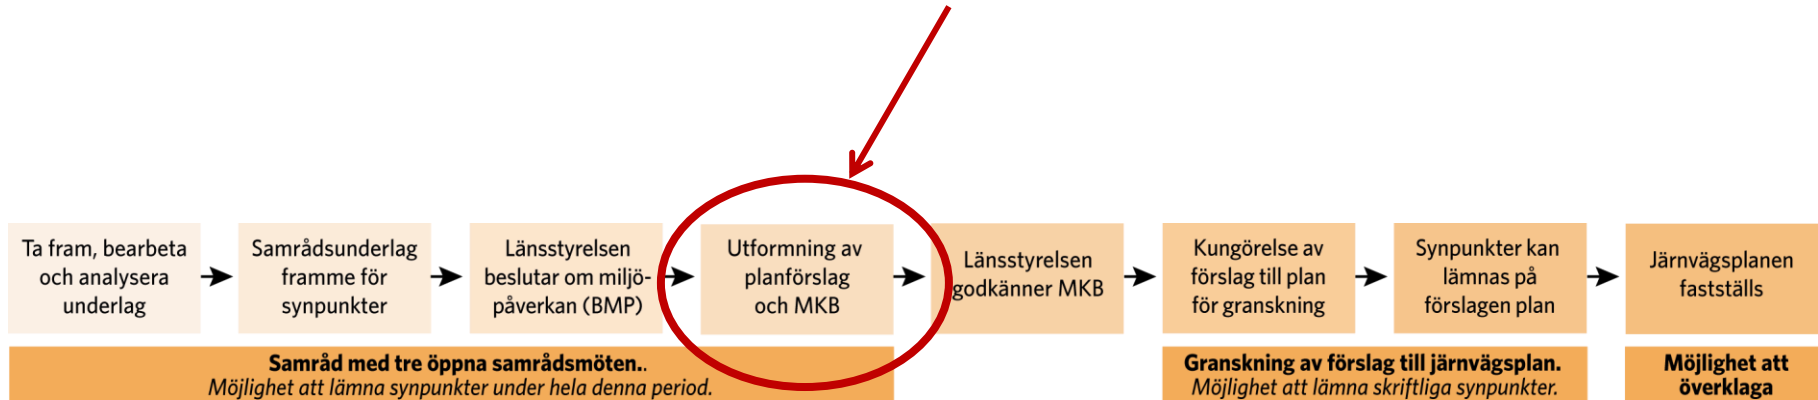 Ta fram, bearbeta
och analysera
underlag
Samrådsunderlag
framme för
synpunkter
Länsstyrelsen
beslutar om miljö-
påverkan (BMP)
Utformning av
planförslag
och MKB
Länsstyrelsen
godkänner MKB
Kungörelse av
förslag till plan
för granskning
Synpunkter kan
lämnas på
förslagen plan
Järnvägsplanen
fastställs
Samråd med tre öppna samrådsmöten..
Möjlighet att lämna synpunkter under hela denna period.
Granskning av förslag till järnvägsplan.
Möjlighet att lämna skriftliga synpunkter.
Möjlighet att
överklaga